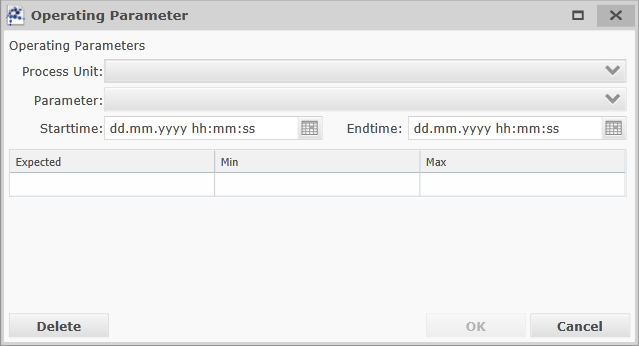 Operating Parameter
Operating Parameters
Process Unit:
Parameter:
Starttime: dd.mm.yyyy hh:mm:ss Endtime: dd.mm.yyyy hh:mm:ss
Expected Min Max
Delete OK Cancel